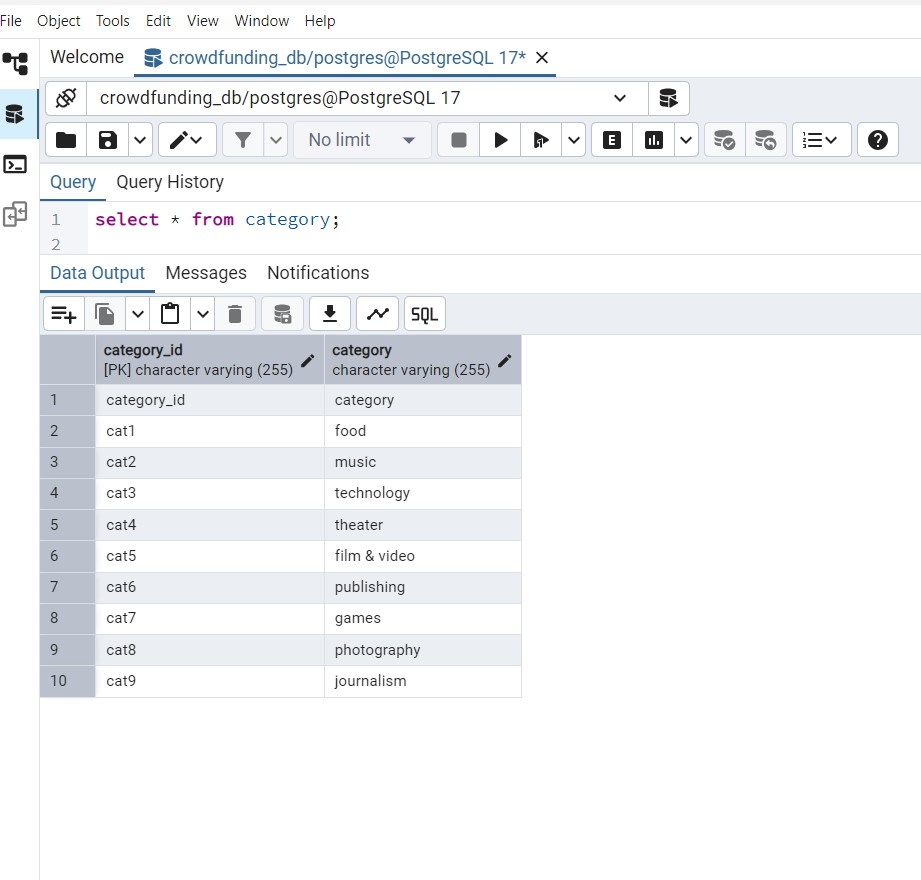 File Object Tools Edit View Window Help
Welcome crowdfunding_db/postgres@PostgreSQL 17*
crowdfunding_db/postgres@PostgreSQL 17
No limit
E
Query Query History
1 select * from category;
2
Data Output Messages Notifications
SQL
category_id category
[PK] character varying (255) character varying (255)
1 category_id category
2 cat1 food
3 cat2 music
4 cat3 technology
5 cat4 theater
6 cat5 film & video
7 cat6 publishing
8 cat7 games
9 cat8 photography
10 cat9 journalism